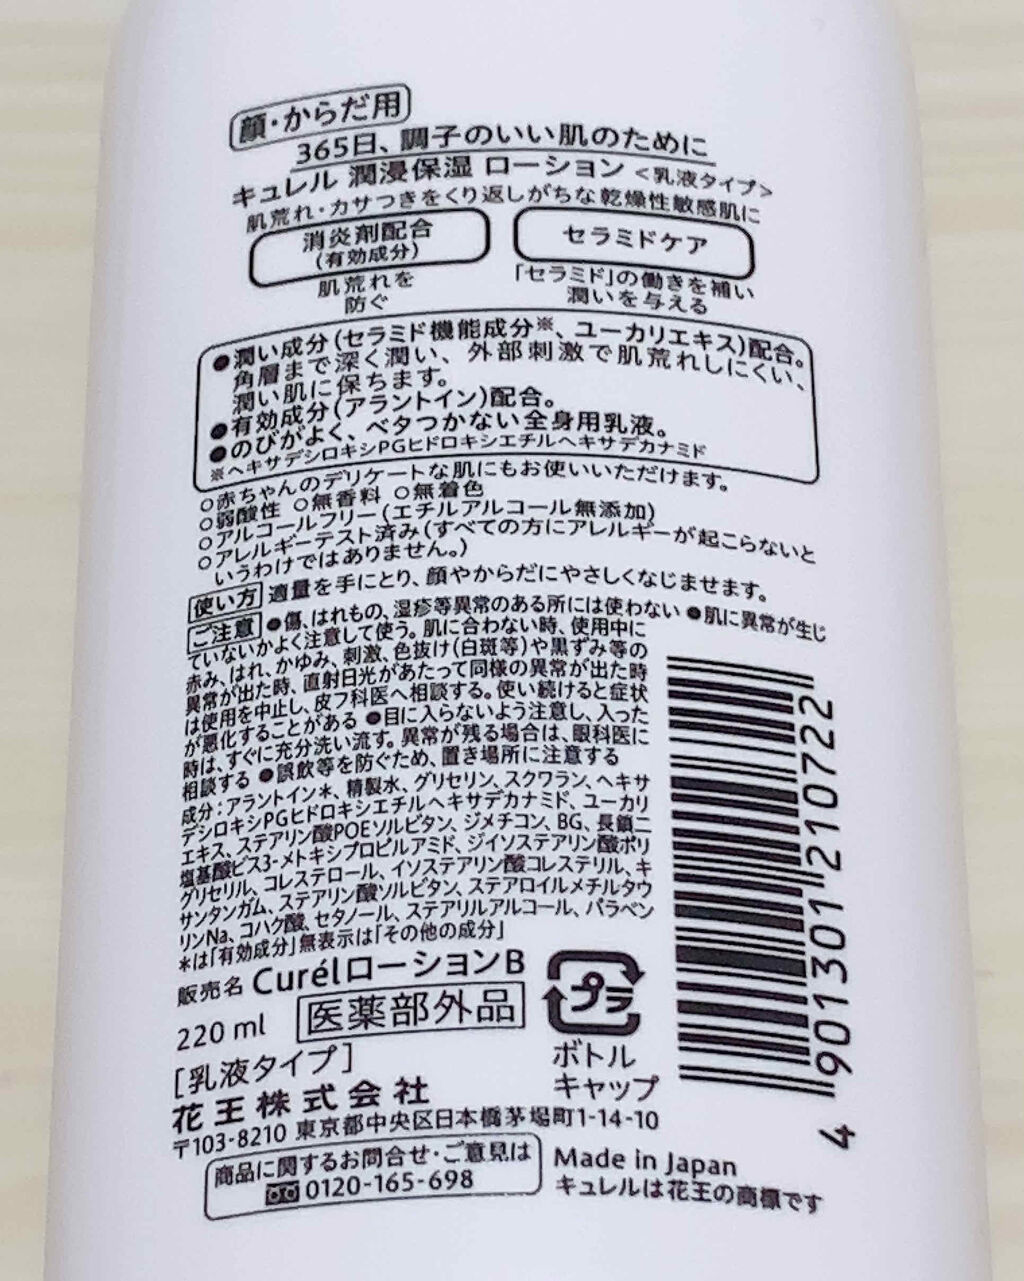 顔・からだ用
365日、調子のいい肌のために
キュレル 潤浸保湿 ローション <乳液タイプ>
肌荒れ・カサつきをくり返しがちな乾燥性敏感肌に
消炎剤配合
(有効成分)
肌荒れを
防ぐ
セラミドケア
「セラミド」の働きを補い
潤いを与える
●潤い成分(セラミド機能成分※、ユーカリエキス)配合。
角層まで深く潤い、外部刺激で肌荒れしにくい、
潤い肌に保ちます。
●有効成分(アラントイン)配合。
●のびがよく、ベタつかない全身用乳液。
※ヘキサデシロキシPGヒドロキシエチルヘキサデカナミド
○赤ちゃんのデリケートな肌にもお使いいただけます。
○弱酸性 ○無香料 ○無着色
○アルコールフリー(エチルアルコール無添加)
○アレルギーテスト済み(すべての方にアレルギーが起こらないと
いうわけではありません。)
使い方 適量を手にとり、顔やからだにやさしくなじませます。
ご注意 ●傷、はれもの、湿疹等異常のある所には使わない ●肌に異常が生じ
ていないかよく注意して使う。肌に合わない時、使用中に
赤み、はれ、かゆみ、刺激、色抜け(白斑等)や黒ずみ等の
異常が出た時、直射日光があたって同様の異常が出た時
は使用を中止し、皮フ科医へ相談する。使い続けると症状
が悪化することがある ●目に入らないよう注意し、入った
時は、すぐに充分洗い流す。異常が残る場合は、眼科医に
相談する ●誤飲等を防ぐため、置き場所に注意する
成分:アラントイン*、精製水、グリセリン、スクワラン、ヘキサ
デシロキシPGヒドロキシエチルヘキサデカナミド、ユーカリ
エキス、ステアリン酸POEソルビタン、ジメチコン、BG、長鎖二
塩基酸ビス3-メトキシプロピルアミド、ジイソステアリン酸ポリ
グリセリル、コレステロール、イソステアリン酸コレステリル、キ
サンタンガム、ステアリン酸ソルビタン、ステアロイルメチルタウ
リンNa、コハク酸、セタノール、ステアリルアルコール、パラベン
*は「有効成分」無表示は「その他の成分」
販売名 CurélローションB
220 ml 医薬部外品
[乳液タイプ]
プラ
ボトル
キャップ
花王株式会社
〒103-8210 東京都中央区日本橋茅場町1-14-10
商品に関するお問合せ・ご意見は
0120-165-698
Made in Japan
キュレルは花王の商標です
4 901301 210722